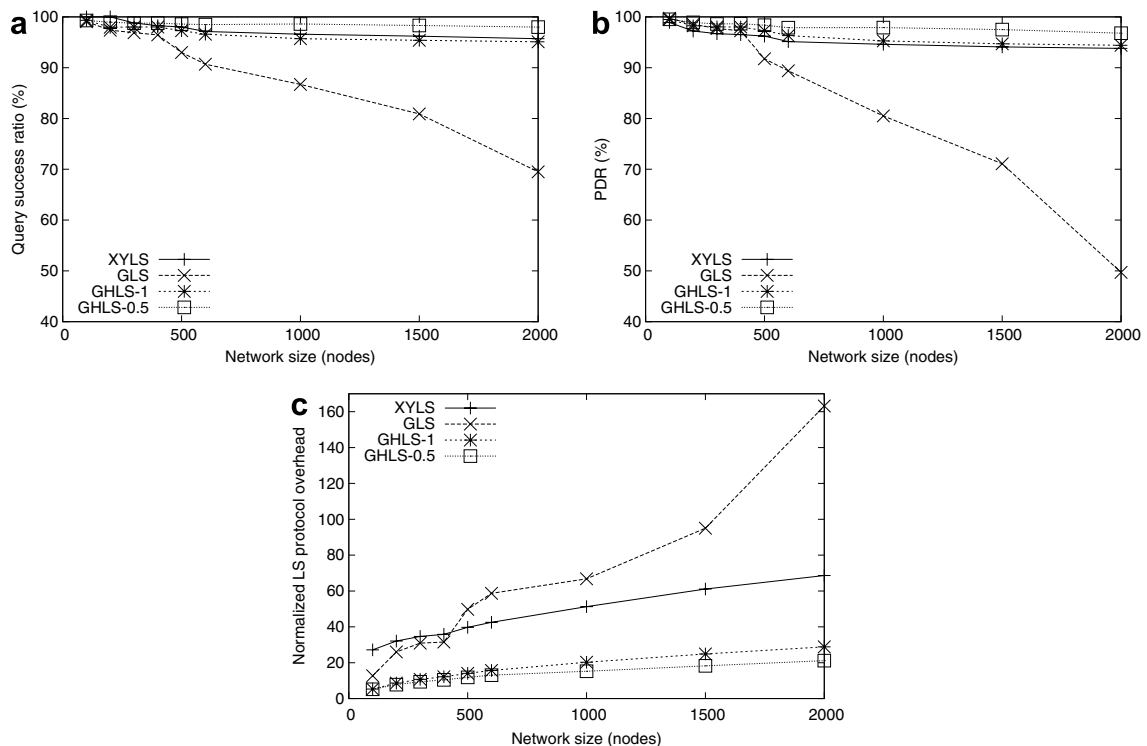 a
100
90
80
70
60
50
40
Query success ratio (%)
XYLS
GLS
GHLS-1
GHLS-0.5
0 500 1000 1500 2000
Network size (nodes)
b
100
90
80
70
60
50
40
PDR (%)
XYLS
GLS
GHLS-1
GHLS-0.5
0 500 1000 1500 2000
Network size (nodes)
c
160
140
120
100
80
60
40
20
0
Normalized LS protocol overhead
XYLS
GLS
GHLS-1
GHLS-0.5
0 500 1000 1500 2000
Network size (nodes)